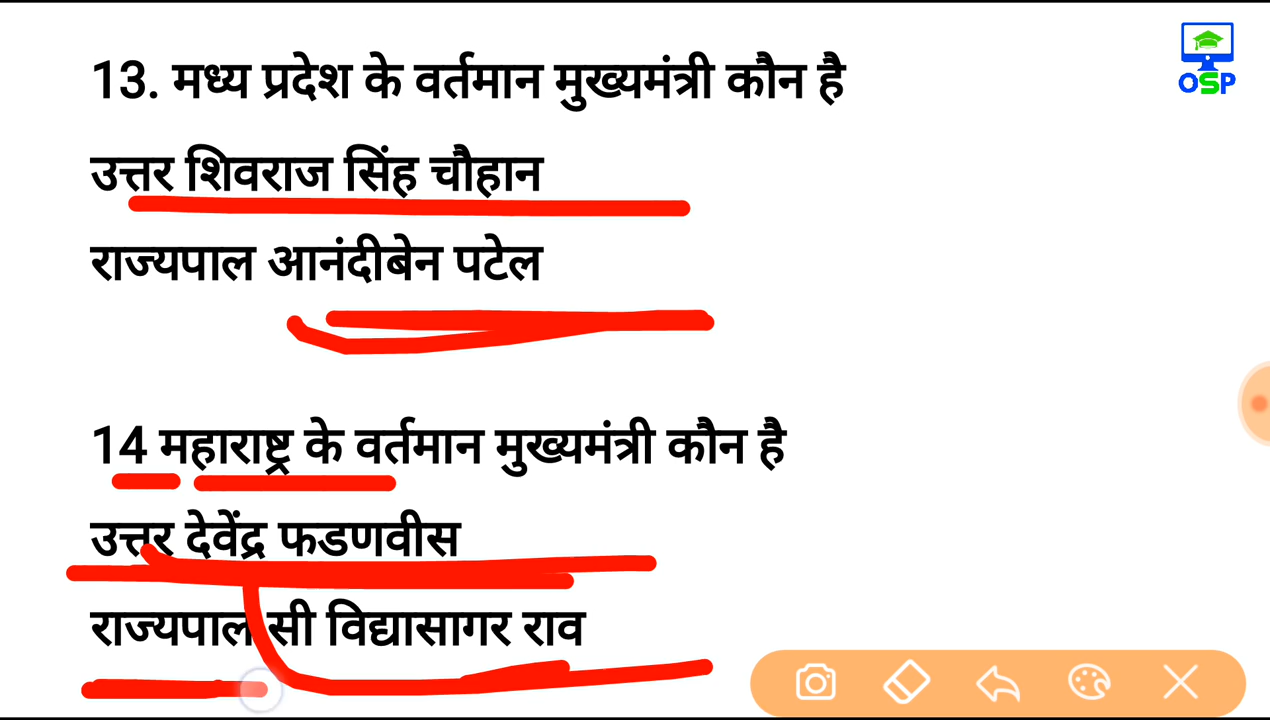 OSP
13. मध्य प्रदेश के वर्तमान मुख्यमंत्री कौन है
उत्तर शिवराज सिंह चौहान
राज्यपाल आनंदीबेन पटेल
14 महाराष्ट्र के वर्तमान मुख्यमंत्री कौन है
उत्तर देवेंद्र फडणवीस
राज्यपाल सी विद्यासागर राव